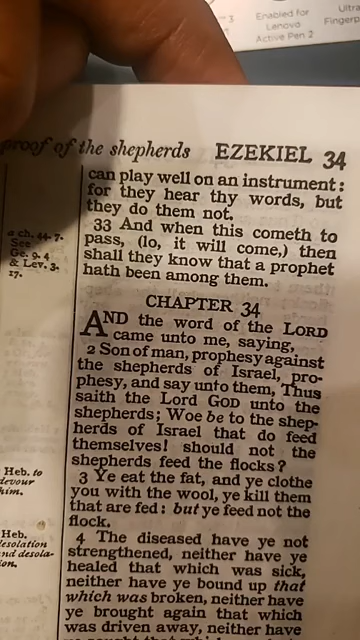 3
Enabled for
Lenovo
Active Pen 2
Ultra
Fingerp
proof of the shepherds EZEKIEL 34
can play well on an instrument:
for they hear thy words, but
they do them not.
33 And when this cometh to
pass, (lo, it will come,) then
shall they know that a prophet
hath been among them.
a ch. 44. 7.
See
Ge. 9. 4
& Lev. 3.
17.
CHAPTER 34
AND the word of the LORD
came unto me, saying,
2 Son of man, prophesy against
the shepherds of Israel, pro-
phesy, and say unto them, Thus
saith the Lord GOD unto the
shepherds; Woe be to the shep-
herds of Israel that do feed
themselves! should not the
shepherds feed the flocks?
3 Ye eat the fat, and ye clothe
you with the wool, ye kill them
that are fed: but ye feed not the
flock.
4 The diseased have ye not
strengthened, neither have ye
healed that which was sick,
neither have ye bound up that
which was broken, neither have
ye brought again that which
was driven away, neither have
Heb. to
devour
him.
Heb.
desolation
and desola-
ion.